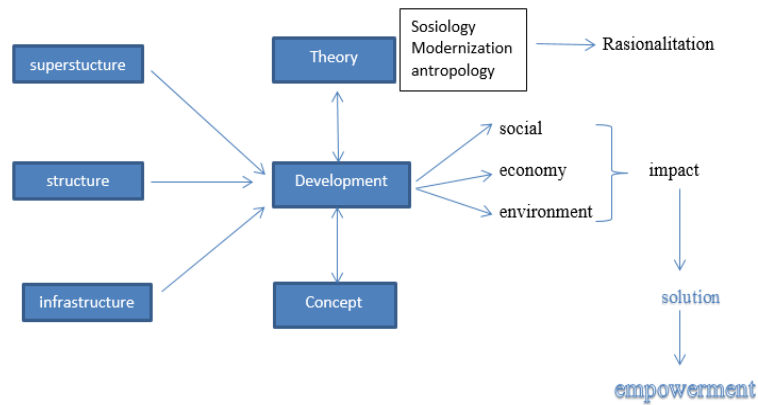 superstucture
structure
infrastructure
Theory
Sosiology
Modernization
antropology
Rasionalitation
Development
Concept
social
economy
environment
impact
solution
empowerment